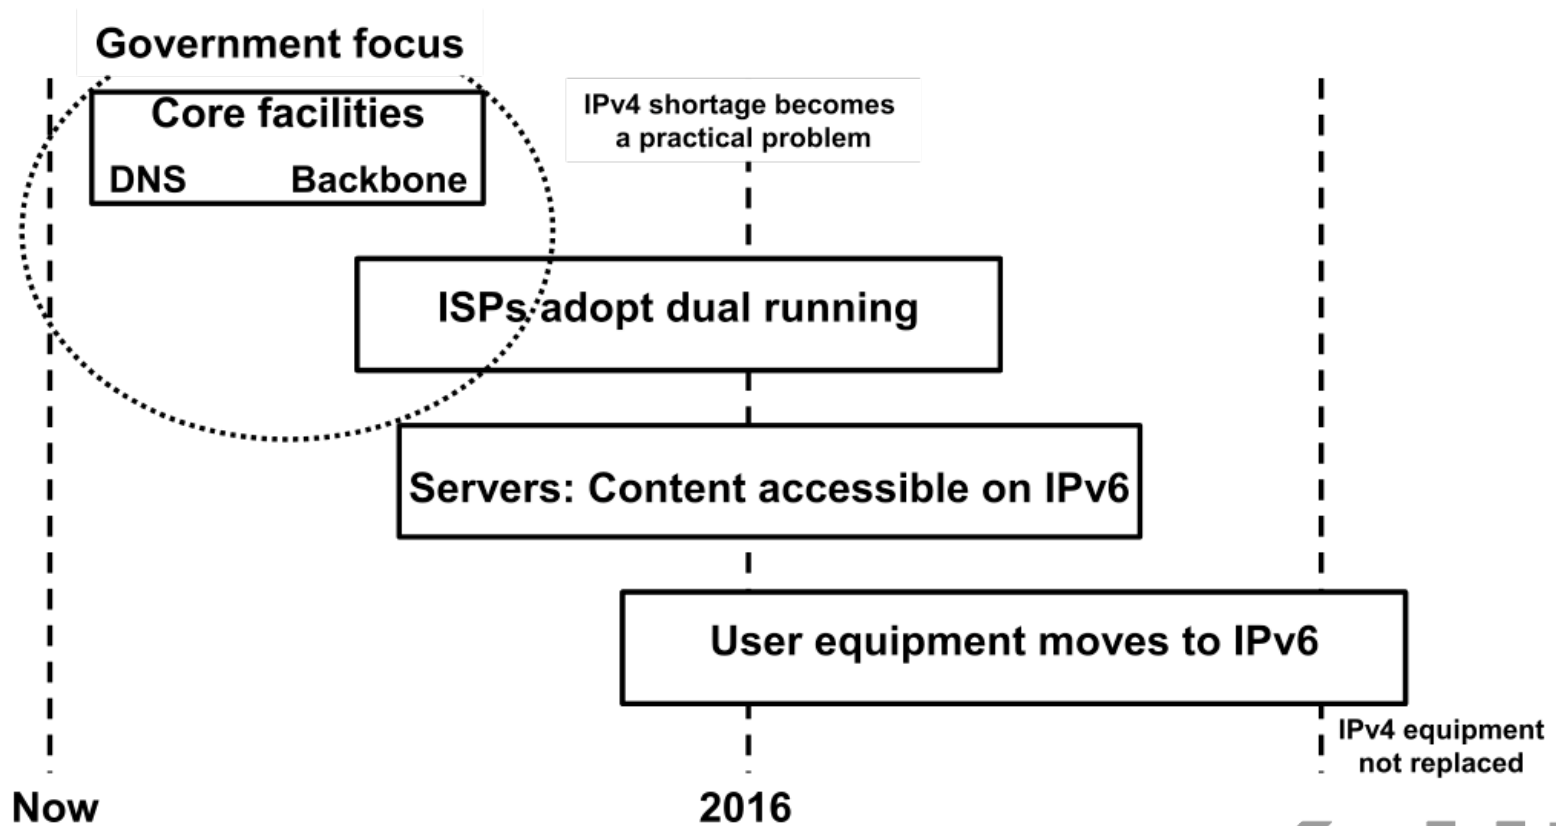 Government focus
Core facilities
DNS Backbone
IPv4 shortage becomes
a practical problem
ISPs adopt dual running
Servers: Content accessible on IPv6
User equipment moves to IPv6
IPv4 equipment
not replaced
Now
2016